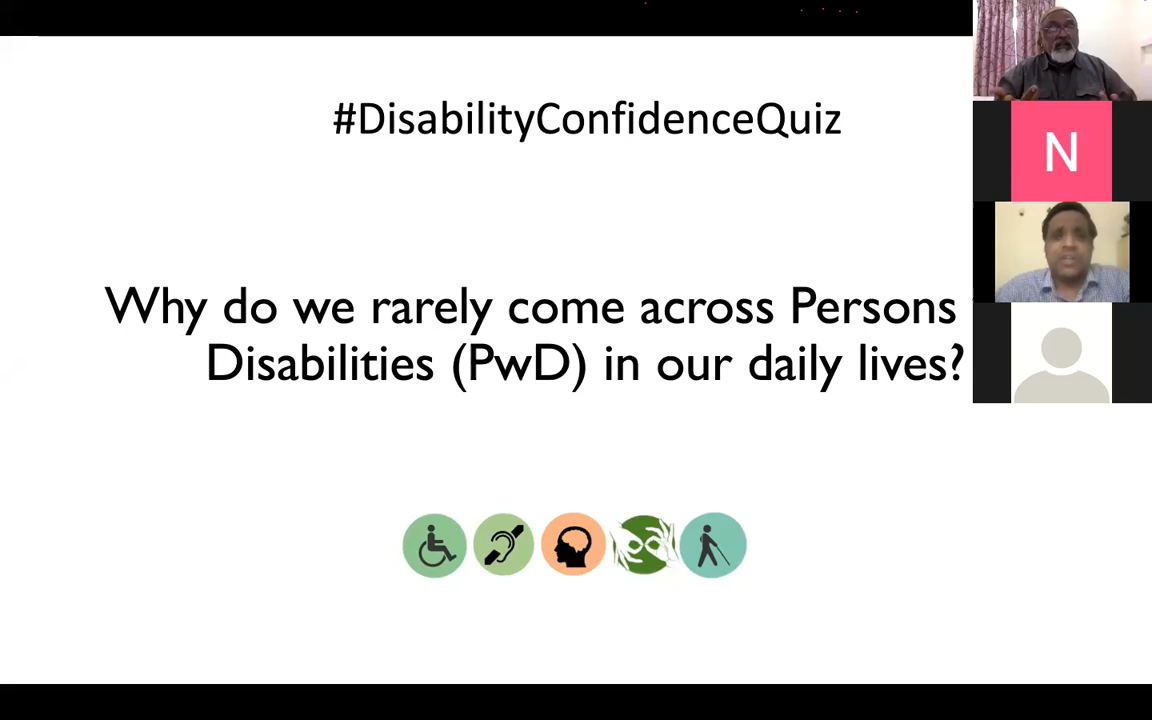 #DisabilityConfidenceQuiz
Why do we rarely come across Persons
Disabilities (PwD) in our daily lives?
N